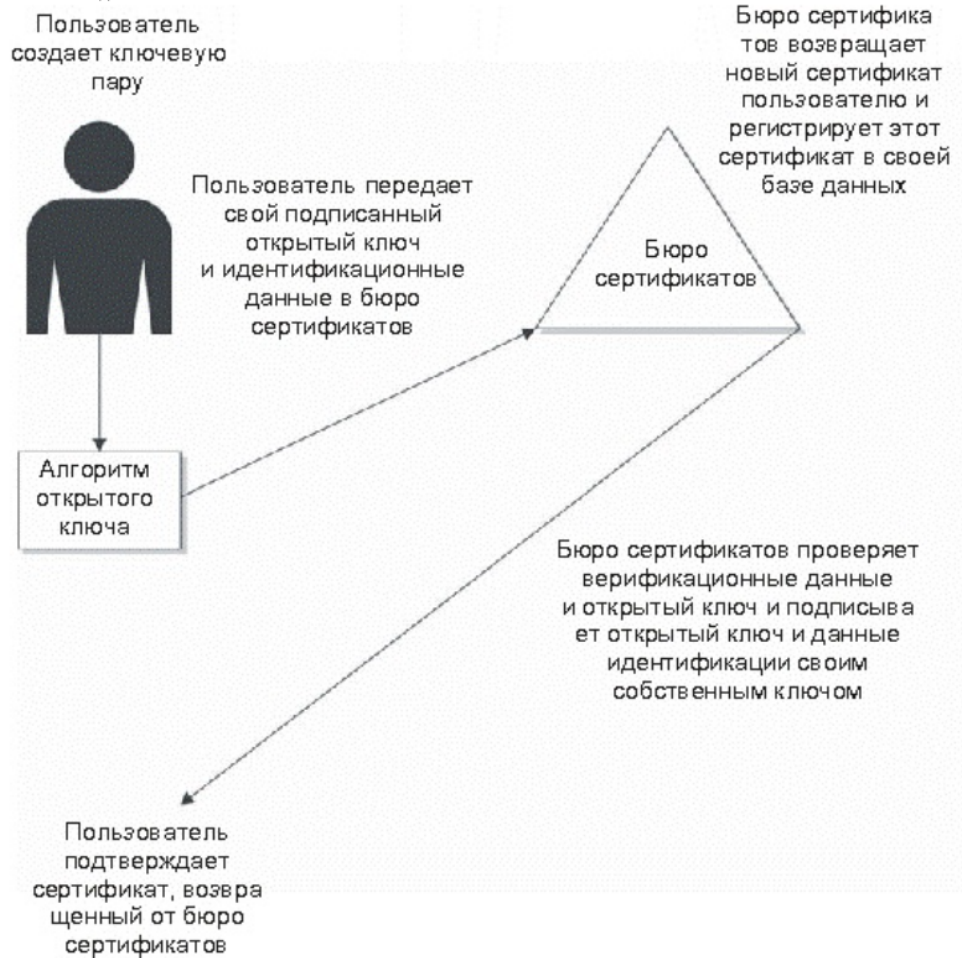 Пользователь
создает ключевую
пару
Бюро сертифика
тов возвращает
новый сертификат
пользователю и
регистрирует этот
сертификат в своей
базе данных
Пользователь передает
свой подписанный
открытый ключ
и идентификационные
данные в бюро
сертификатов
Бюро
сертификатов
Алгоритм
открытого
ключа
Бюро сертификатов проверяет
верификационные данные
и открытый ключ и подписыва
ет открытый ключ и данные
идентификации своим
собственным ключом
Пользователь
подтверждает
сертификат, возвра
щенный от бюро
сертификатов